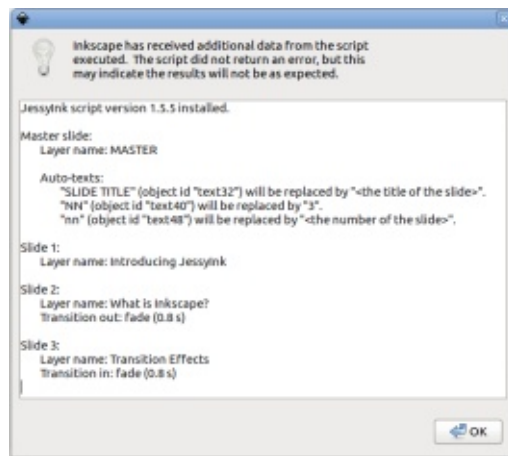 Inkscape has received additional data from the script
executed. The script did not return an error, but this
may indicate the results will not be as expected.
JessyInk script version 1.5.5 installed.
Master slide:
Layer name: MASTER
Auto-texts:
"SLIDE TITLE" (object id "text32") will be replaced by "<the title of the slide>".
"NN" (object id "text40") will be replaced by "3".
"nn" (object id "text48") will be replaced by "<the number of the slide>".
Slide 1:
Layer name: Introducing JessyInk
Slide 2:
Layer name: What is Inkscape?
Transition out: fade (0.8 s)
Slide 3:
Layer name: Transition Effects
Transition in: fade (0.8 s)
OK